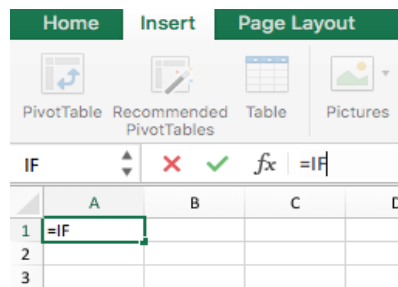 Home Insert Page Layout
PivotTable Recommended PivotTables Table Pictures
IF fx =IF
A B C D
1 =IF
2
3